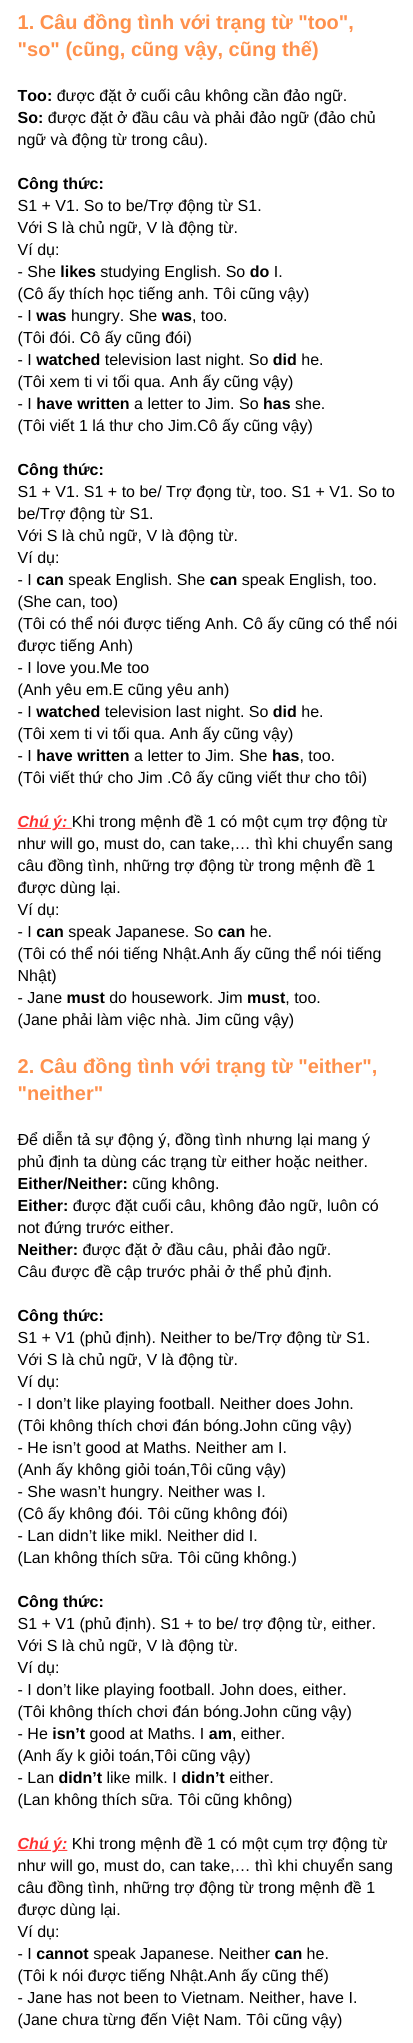 1. Câu đồng tình với trạng từ "too",
"so" (cũng, cũng vậy, cũng thế)
Too: được đặt ở cuối câu không cần đảo ngữ.
So: được đặt ở đầu câu và phải đảo ngữ (đảo chủ
ngữ và động từ trong câu).
Công thức:
S1 + V1. So to be/Trợ động từ S1.
Với S là chủ ngữ, V là động từ.
Ví dụ:
- She likes studying English. So do I.
(Cô ấy thích học tiếng anh. Tôi cũng vậy)
- I was hungry. She was, too.
(Tôi đói. Cô ấy cũng đói)
- I watched television last night. So did he.
(Tôi xem ti vi tối qua. Anh ấy cũng vậy)
- I have written a letter to Jim. So has she.
(Tôi viết 1 lá thư cho Jim.Cô ấy cũng vậy)
Công thức:
S1 + V1. S1 + to be/ Trợ đọng từ, too. S1 + V1. So to
be/Trợ động từ S1.
Với S là chủ ngữ, V là động từ.
Ví dụ:
- I can speak English. She can speak English, too.
(She can, too)
(Tôi có thể nói được tiếng Anh. Cô ấy cũng có thể nói
được tiếng Anh)
- I love you.Me too
(Anh yêu em.E cũng yêu anh)
- I watched television last night. So did he.
(Tôi xem ti vi tối qua. Anh ấy cũng vậy)
- I have written a letter to Jim. She has, too.
(Tôi viết thứ cho Jim .Cô ấy cũng viết thư cho tôi)
Chú ý: Khi trong mệnh đề 1 có một cụm trợ động từ
như will go, must do, can take,… thì khi chuyển sang
câu đồng tình, những trợ động từ trong mệnh đề 1
được dùng lại.
Ví dụ:
- I can speak Japanese. So can he.
(Tôi có thể nói tiếng Nhật.Anh ấy cũng thể nói tiếng
Nhật)
- Jane must do housework. Jim must, too.
(Jane phải làm việc nhà. Jim cũng vậy)
2. Câu đồng tình với trạng từ "either",
"neither"
Để diễn tả sự động ý, đồng tình nhưng lại mang ý
phủ định ta dùng các trạng từ either hoặc neither.
Either/Neither: cũng không.
Either: được đặt cuối câu, không đảo ngữ, luôn có
not đứng trước either.
Neither: được đặt ở đầu câu, phải đảo ngữ.
Câu được đề cập trước phải ở thể phủ định.
Công thức:
S1 + V1 (phủ định). Neither to be/Trợ động từ S1.
Với S là chủ ngữ, V là động từ.
Ví dụ:
- I don’t like playing football. Neither does John.
(Tôi không thích chơi đán bóng.John cũng vậy)
- He isn’t good at Maths. Neither am I.
(Anh ấy không giỏi toán,Tôi cũng vậy)
- She wasn’t hungry. Neither was I.
(Cô ấy không đói. Tôi cũng không đói)
- Lan didn’t like mikl. Neither did I.
(Lan không thích sữa. Tôi cũng không.)
Công thức:
S1 + V1 (phủ định). S1 + to be/ trợ động từ, either.
Với S là chủ ngữ, V là động từ.
Ví dụ:
- I don’t like playing football. John does, either.
(Tôi không thích chơi đán bóng.John cũng vậy)
- He isn’t good at Maths. I am, either.
(Anh ấy k giỏi toán,Tôi cũng vậy)
- Lan didn’t like milk. I didn’t either.
(Lan không thích sữa. Tôi cũng không)
Chú ý: Khi trong mệnh đề 1 có một cụm trợ động từ
như will go, must do, can take,… thì khi chuyển sang
câu đồng tình, những trợ động từ trong mệnh đề 1
được dùng lại.
Ví dụ:
- I cannot speak Japanese. Neither can he.
(Tôi k nói được tiếng Nhật.Anh ấy cũng thế)
- Jane has not been to Vietnam. Neither, have I.
(Jane chưa từng đến Việt Nam. Tôi cũng vậy)